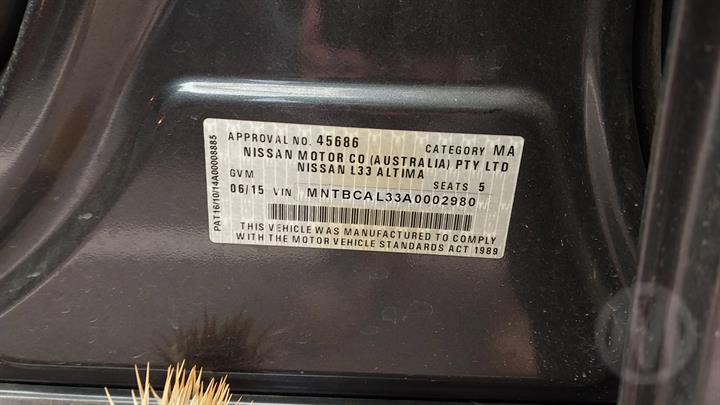 APPROVAL NO. 45686 CATEGORY MA
NISSAN MOTOR CO (AUSTRALIA) PTY LTD
NISSAN L33 ALTIMA
GVM SEATS 5
06/15 VIN MNTBCAL33A0002980
THIS VEHICLE WAS MANUFACTURED TO COMPLY
WITH THE MOTOR VEHICLE STANDARDS ACT 1989
PAT16/10/14A00008885